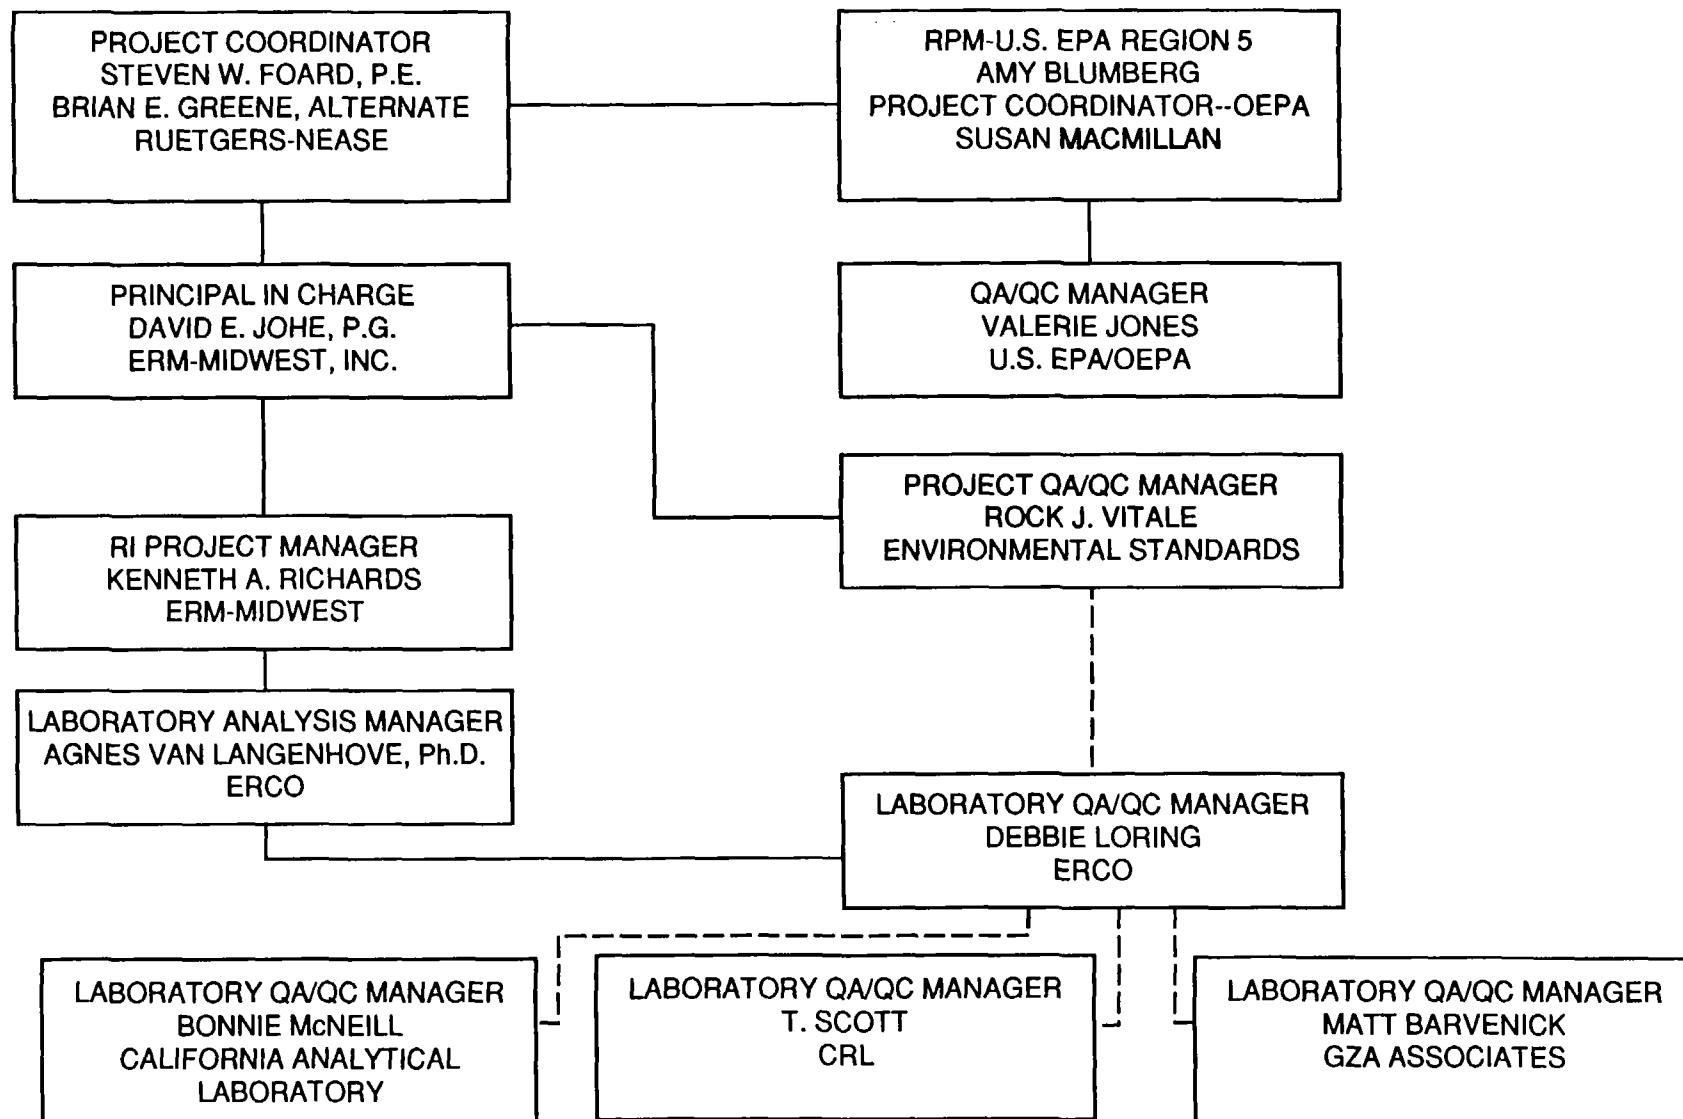 PROJECT COORDINATOR
STEVEN W. FOARD, P.E.
BRIAN E. GREENE, ALTERNATE
RUETGERS-NEASE
RPM-U.S. EPA REGION 5
AMY BLUMBERG
PROJECT COORDINATOR--OEPA
SUSAN MACMILLAN
PRINCIPAL IN CHARGE
DAVID E. JOHE, P.G.
ERM-MIDWEST, INC.
QA/QC MANAGER
VALERIE JONES
U.S. EPA/OEPA
PROJECT QA/QC MANAGER
ROCK J. VITALE
ENVIRONMENTAL STANDARDS
RI PROJECT MANAGER
KENNETH A. RICHARDS
ERM-MIDWEST
LABORATORY ANALYSIS MANAGER
AGNES VAN LANGENHOVE, Ph.D.
ERCO
LABORATORY QA/QC MANAGER
DEBBIE LORING
ERCO
LABORATORY QA/QC MANAGER
BONNIE McNEILL
CALIFORNIA ANALYTICAL
LABORATORY
LABORATORY QA/QC MANAGER
T. SCOTT
CRL
LABORATORY QA/QC MANAGER
MATT BARVENICK
GZA ASSOCIATES